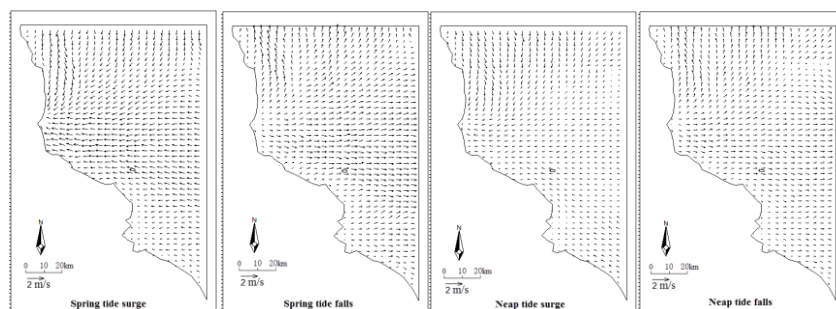 N
0 10 20km
2 m/s
Spring tide surge
N
0 10 20km
2 m/s
Spring tide falls
N
0 10 20km
2 m/s
Neap tide surge
N
0 10 20km
2 m/s
Neap tide falls